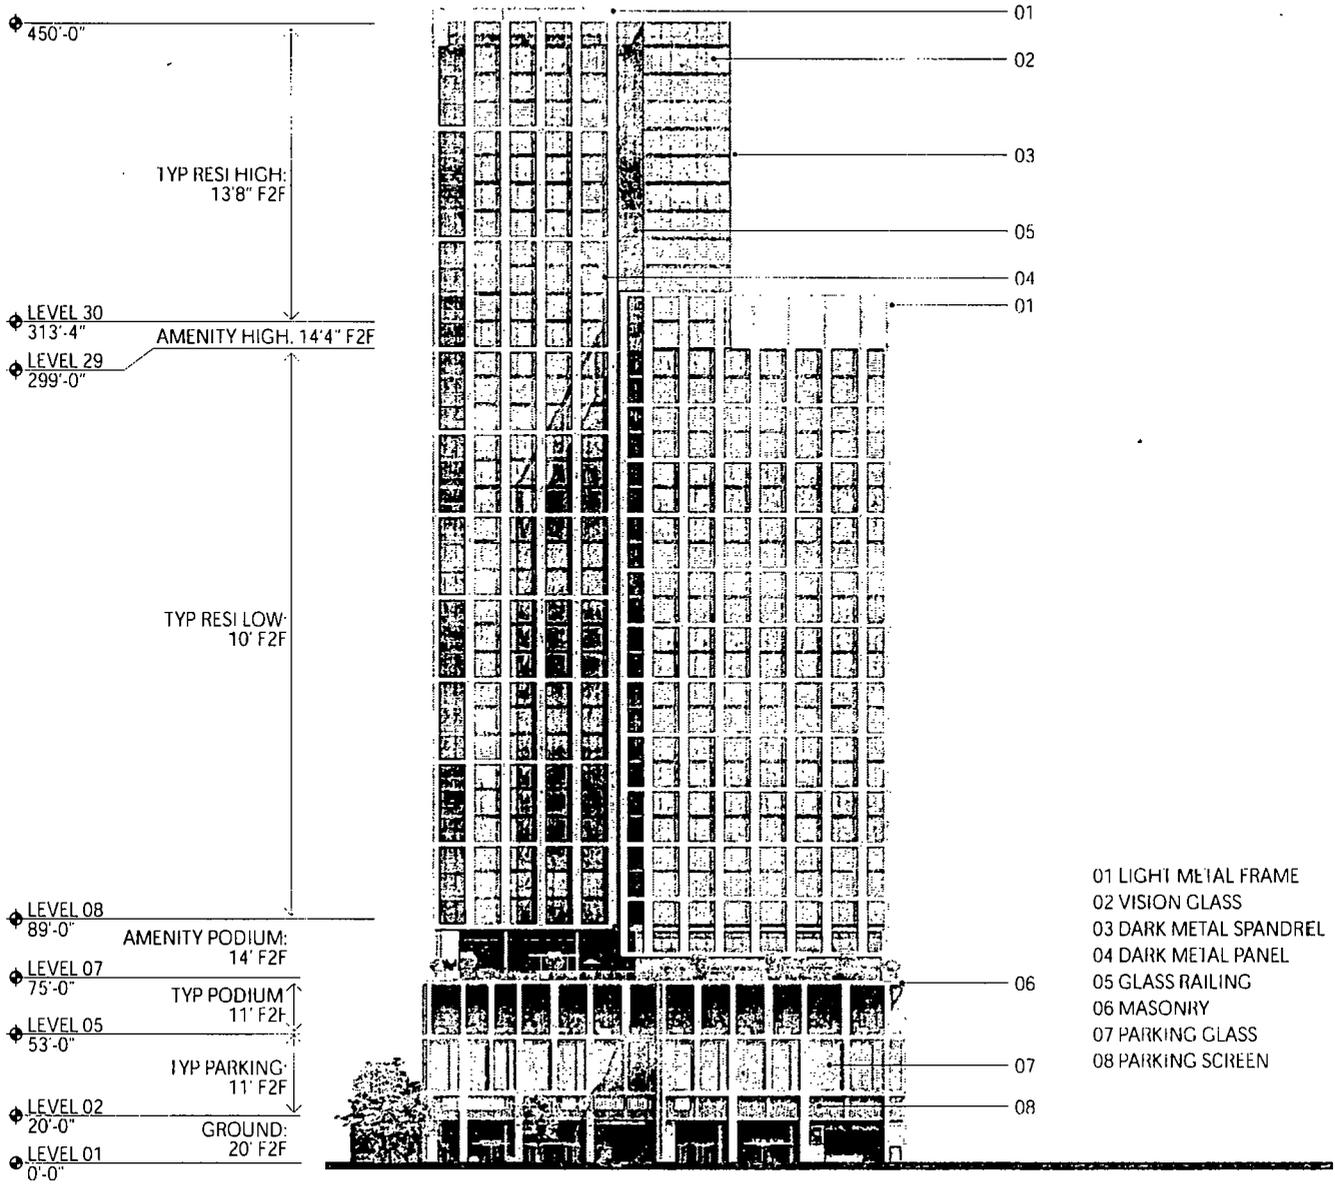 450'-0"
TYP RESI HIGH:
13'8" F2F
LEVEL 30
313'-4"
AMENITY HIGH. 14'4" F2F
LEVEL 29
299'-0"
TYP RESI LOW:
10' F2F
LEVEL 08
89'-0"
AMENITY PODIUM:
14' F2F
LEVEL 07
75'-0"
TYP PODIUM
11' F2F
LEVEL 05
53'-0"
TYP PARKING:
11' F2F
LEVEL 02
20'-0"
GROUND:
20' F2F
LEVEL 01
0'-0"
01
02
03
05
04
01
06
07
08
01 LIGHT METAL FRAME
02 VISION GLASS
03 DARK METAL SPANDREL
04 DARK METAL PANEL
05 GLASS RAILING
06 MASONRY
07 PARKING GLASS
08 PARKING SCREEN